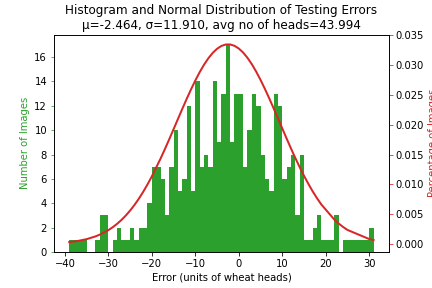 Histogram and Normal Distribution of Testing Errors
μ=-2.464, σ=11.910, avg no of heads=43.994
0.035
16
0.030
14
0.025
12
10
0.020
8
0.015
6
0.010
4
0.005
2
0.000
0
Number of Images
Percentage of Images
−40 −30 −20 −10 0 10 20 30
Error (units of wheat heads)